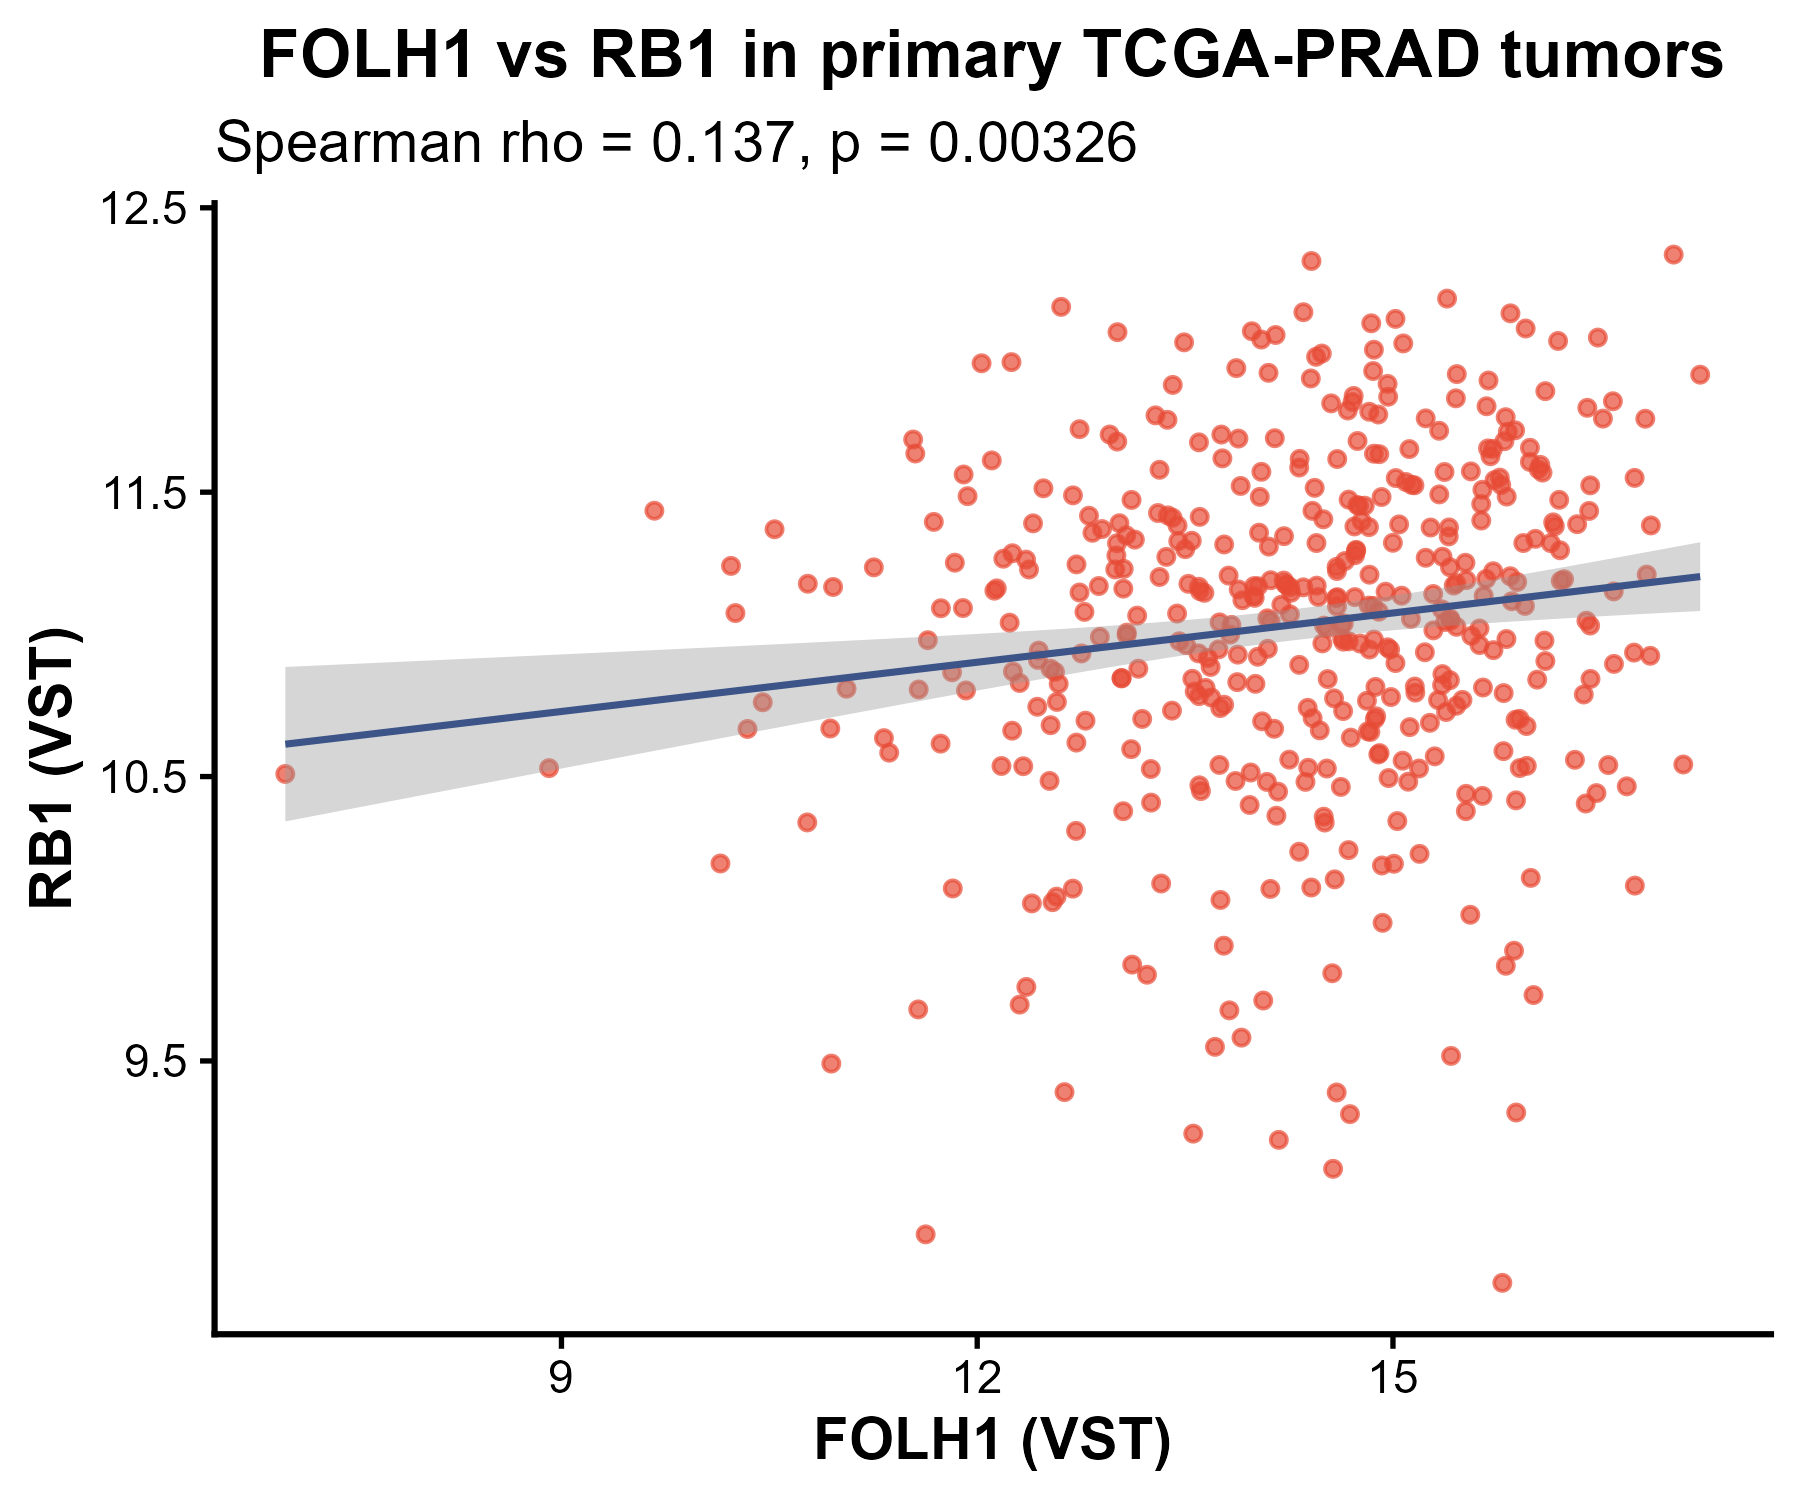 FOLH1 vs RB1 in primary TCGA-PRAD tumors
Spearman rho = 0.137, p = 0.00326
12.5
11.5
10.5
9.5
RB1 (VST)
9 12 15
FOLH1 (VST)